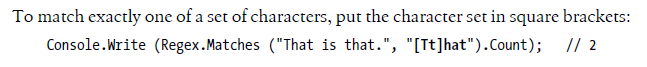 To match exactly one of a set of characters, put the character set in square brackets:
Console.Write (Regex.Matches ("That is that.", "[Tt]hat").Count);   // 2